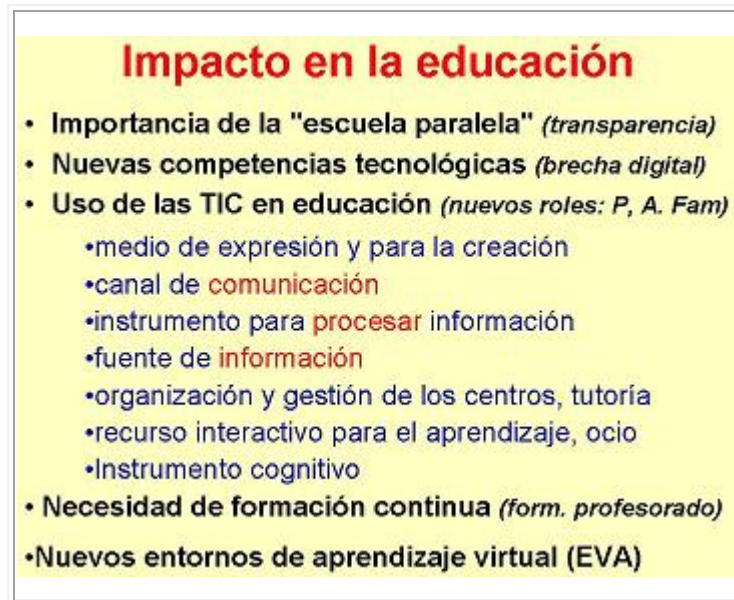 Impacto en la educación
• Importancia de la "escuela paralela" (transparencia)
• Nuevas competencias tecnológicas (brecha digital)
• Uso de las TIC en educación (nuevos roles: P, A. Fam)
•medio de expresión y para la creación
•canal de comunicación
•instrumento para procesar información
•fuente de información
•organización y gestión de los centros, tutoría
•recurso interactivo para el aprendizaje, ocio
•Instrumento cognitivo
• Necesidad de formación continua (form. profesorado)
•Nuevos entornos de aprendizaje virtual (EVA)